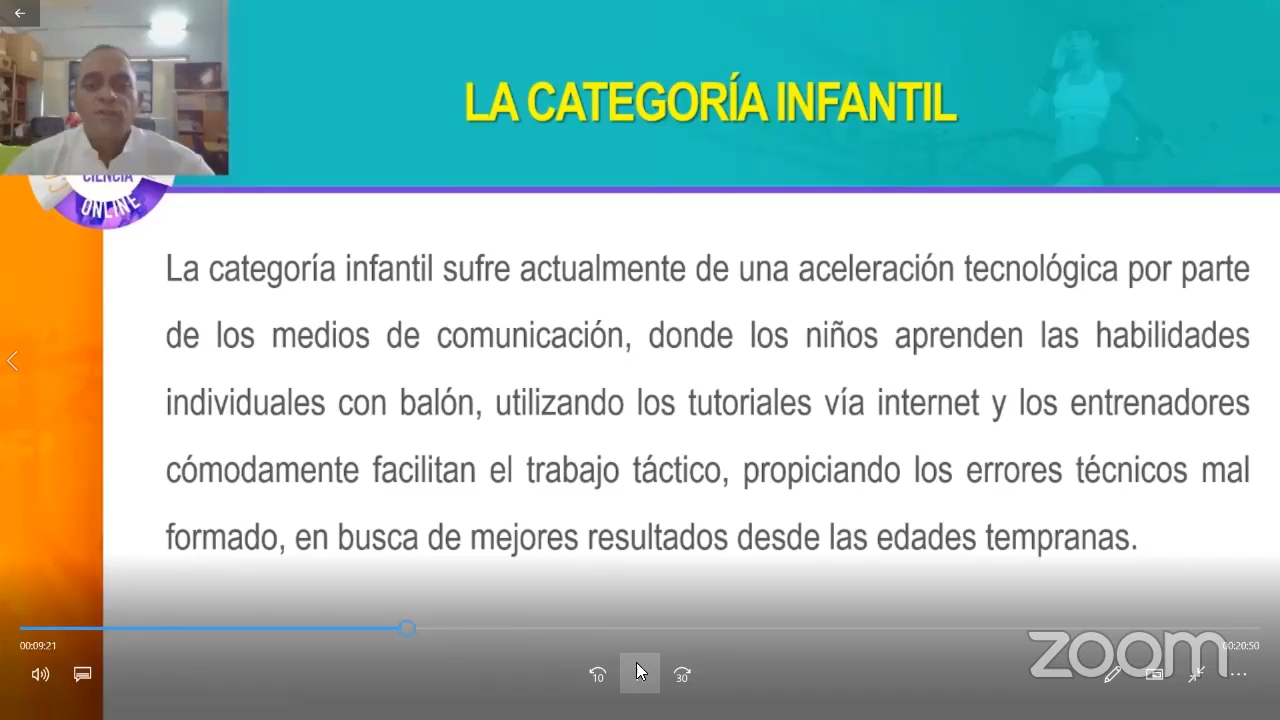 LA CATEGORÍA INFANTIL
CIENCIA
ONLINE
La categoría infantil sufre actualmente de una aceleración tecnológica por parte
de los medios de comunicación, donde los niños aprenden las habilidades
individuales con balón, utilizando los tutoriales vía internet y los entrenadores
cómodamente facilitan el trabajo táctico, propiciando los errores técnicos mal
formado, en busca de mejores resultados desde las edades tempranas.
00:09:21
00:20:50
zoom
10
30